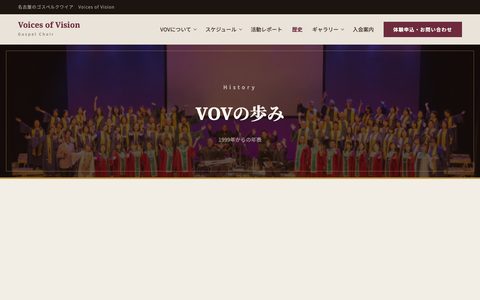 名古屋のゴスペルクワイア Voices of Vision
Voices of Vision
Gospel Choir
VOVについて スケジュール 活動レポート 歴史 ギャラリー 入会案内 体験申込・お問い合わせ
History
VOVの歩み
1999年からの年表